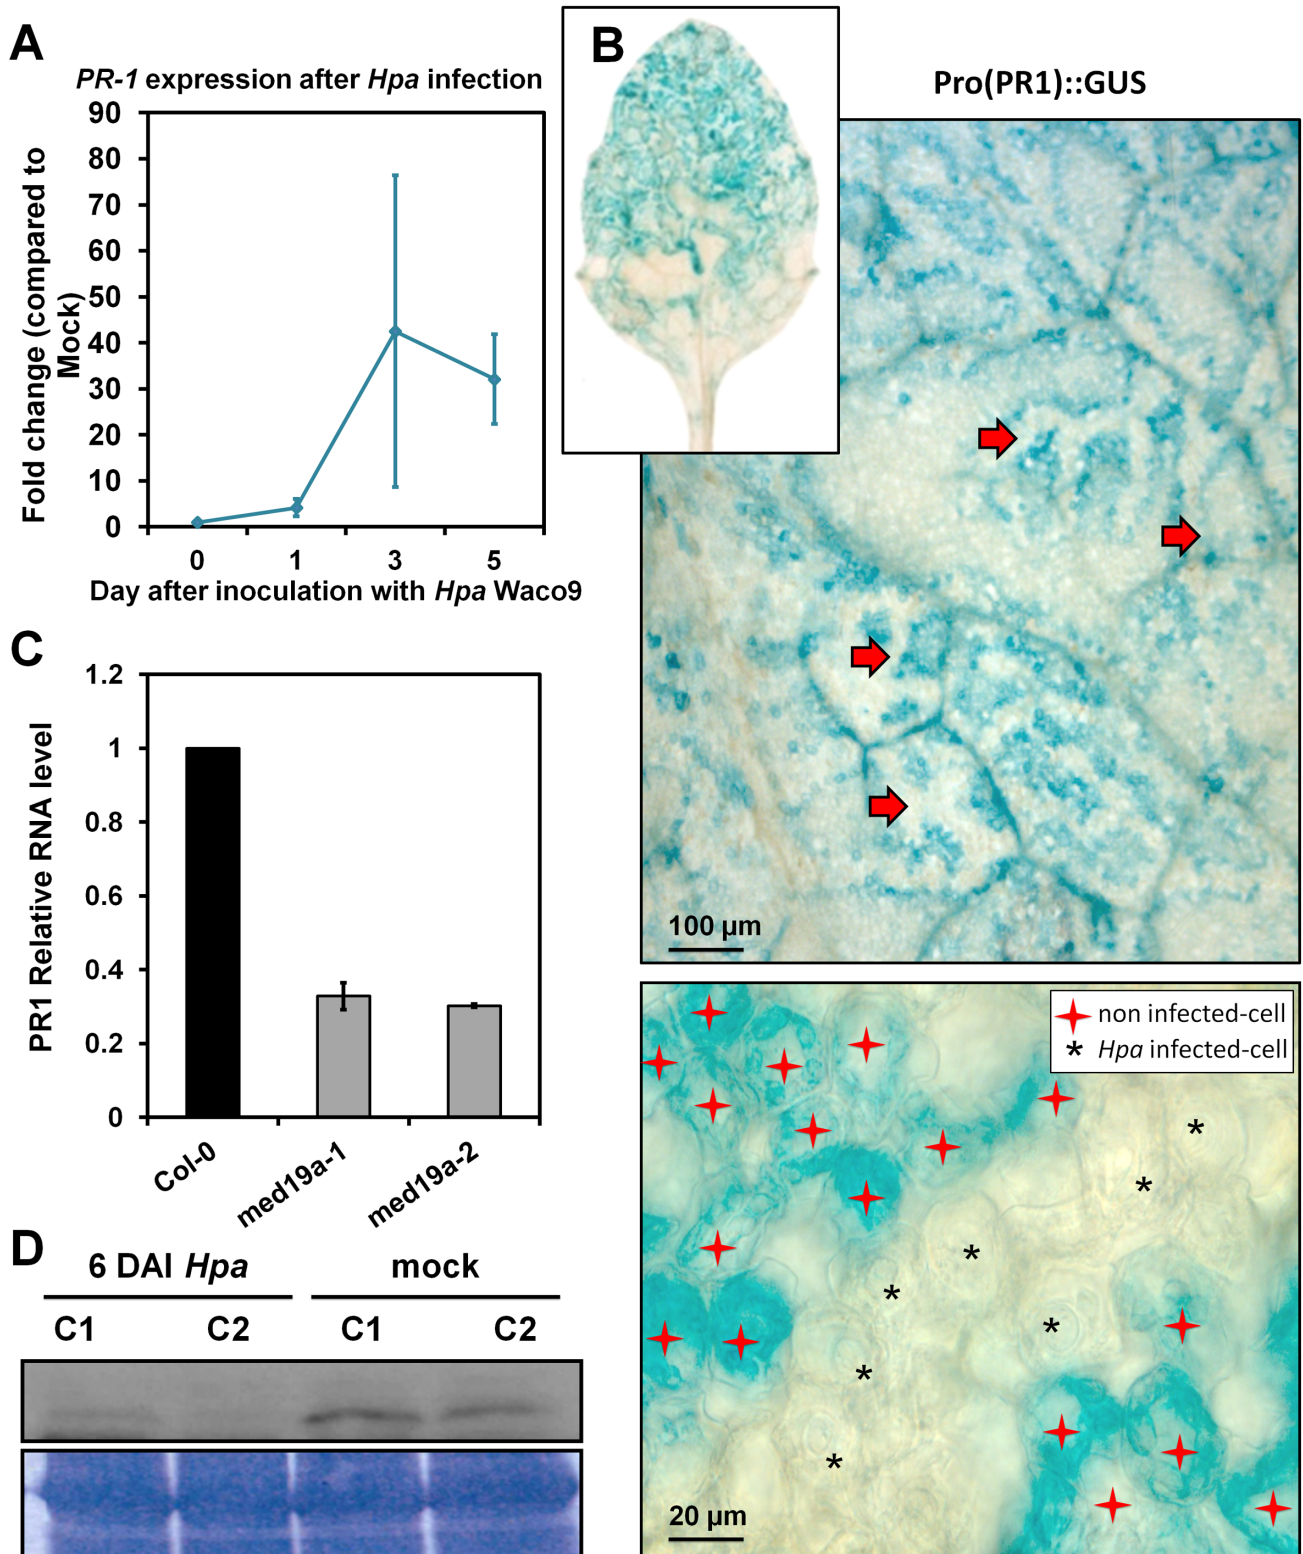 A
PR-1 expression after Hpa infection
Fold change (compared to
Mock)
90
80
70
60
50
40
30
20
10
0
0 1 3 5
Day after inoculation with Hpa Waco9
B
Pro(PR1)::GUS
100 µm
non infected-cell
* Hpa infected-cell
* 
*
*
*
*
*
*
20 µm
C
PR1 Relative RNA level
1.2
1
0.8
0.6
0.4
0.2
0
Col-0
med19a-1
med19a-2
D
6 DAI Hpa mock
C1 C2 C1 C2